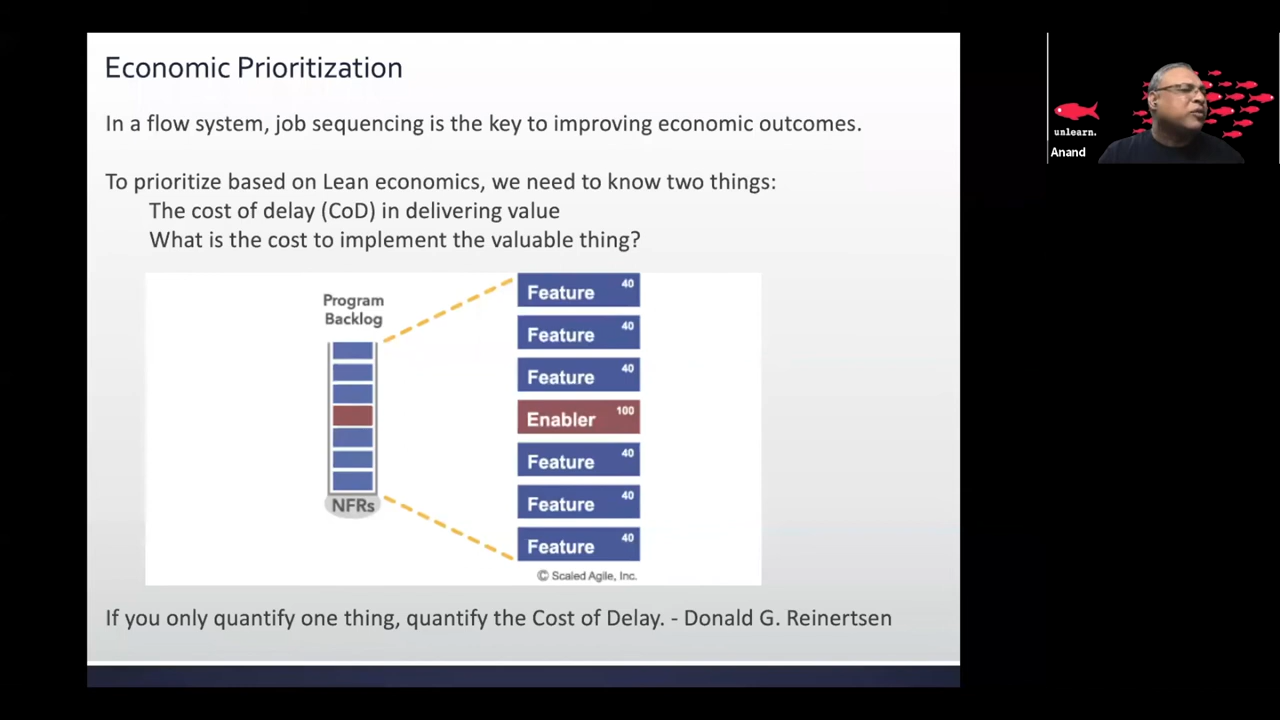 Economic Prioritization
In a flow system, job sequencing is the key to improving economic outcomes.
To prioritize based on Lean economics, we need to know two things:
The cost of delay (CoD) in delivering value
What is the cost to implement the valuable thing?
Program
Backlog
NFRs
Feature 40
Feature 40
Feature 40
Enabler 100
Feature 40
Feature 40
Feature 40
© Scaled Agile, Inc.
If you only quantify one thing, quantify the Cost of Delay. - Donald G. Reinertsen
unlearn.
Anand